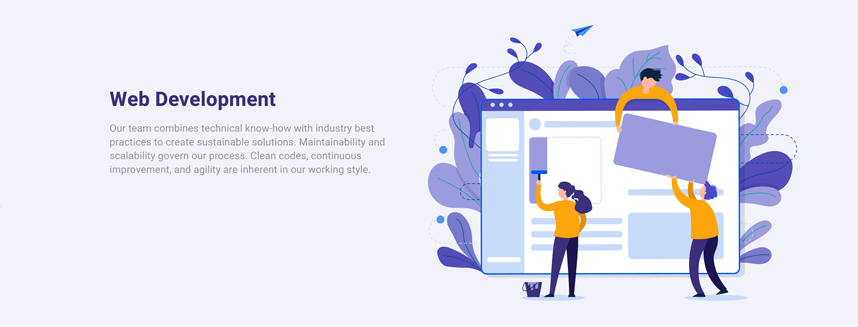 Web Development
Our team combines technical know-how with industry best
practices to create sustainable solutions. Maintainability and
scalability govern our process. Clean codes, continuous
improvement, and agility are inherent in our working style.